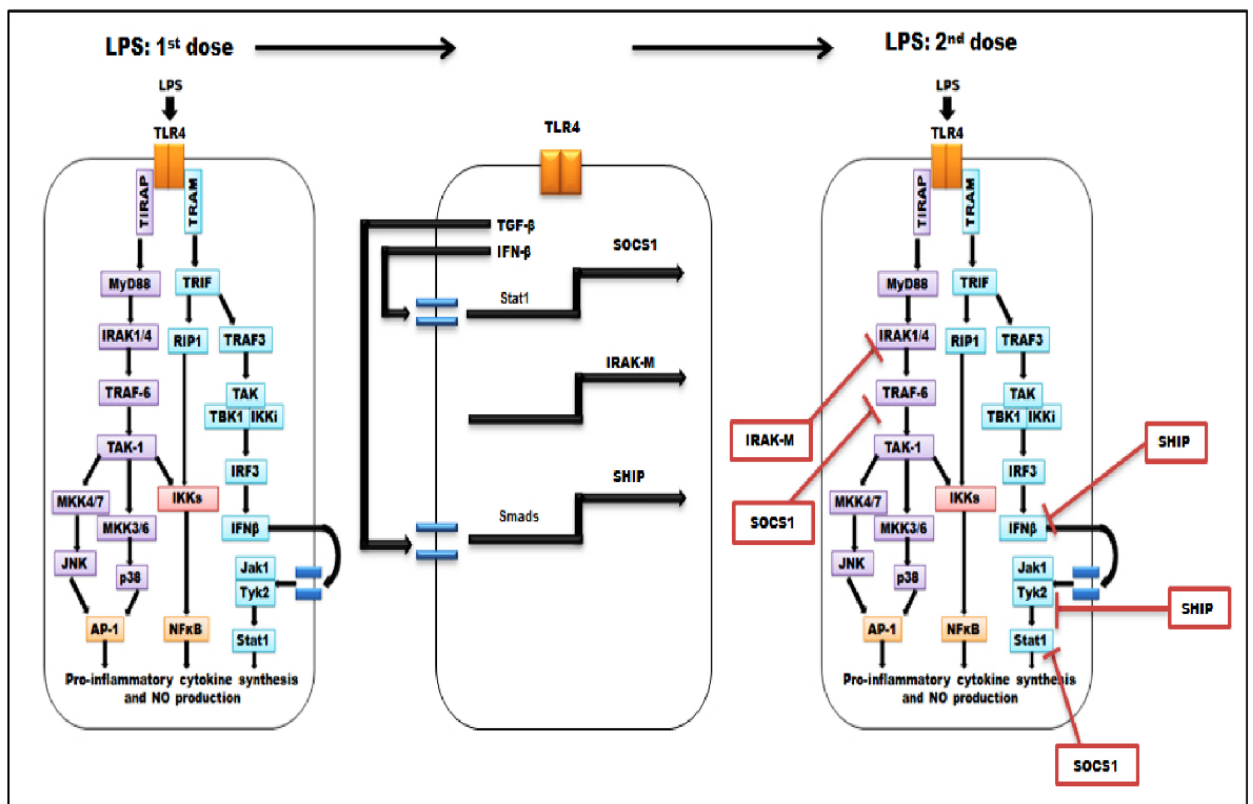 LPS: 1st dose
LPS: 2nd dose
LPS
TLR4
TIRAP
TRAM
MyD88
TRIF
IRAK1/4
RIP1
TRAF3
TRAF-6
TAK
TBK1
IKKi
TAK-1
IRF3
MKK4/7
IKKs
MKK3/6
IFNβ
JNK
p38
Jak1
Tyk2
AP-1
NFκB
Stat1
Pro-inflammatory cytokine synthesis
and NO production
TLR4
TGF-β
IFN-β
SOCS1
Stat1
IRAK-M
SHIP
Smads
LPS
TLR4
TIRAP
TRAM
MyD88
TRIF
IRAK1/4
RIP1
TRAF3
TRAF-6
TAK
TBK1
IKKi
IRAK-M
TAK-1
IRF3
SHIP
MKK4/7
IKKs
SOCS1
MKK3/6
IFNβ
JNK
p38
Jak1
Tyk2
SHIP
AP-1
NFκB
Stat1
Pro-inflammatory cytokine synthesis
and NO production
SOCS1